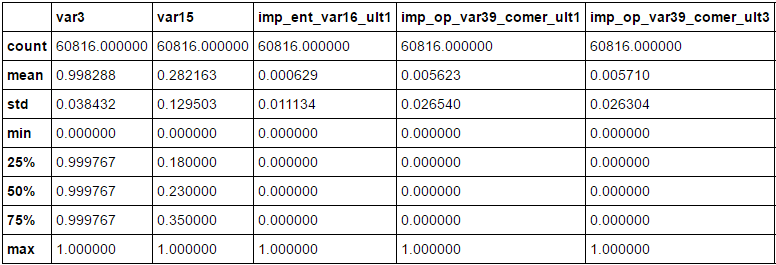 var3 var15 imp_ent_var16_ult1 imp_op_var39_comer_ult1 imp_op_var39_comer_ult3
count 60816.000000 60816.000000 60816.000000 60816.000000 60816.000000
mean 0.998288 0.282163 0.000629 0.005623 0.005710
std 0.038432 0.129503 0.011134 0.026540 0.026304
min 0.000000 0.000000 0.000000 0.000000 0.000000
25% 0.999767 0.180000 0.000000 0.000000 0.000000
50% 0.999767 0.230000 0.000000 0.000000 0.000000
75% 0.999767 0.350000 0.000000 0.000000 0.000000
max 1.000000 1.000000 1.000000 1.000000 1.000000